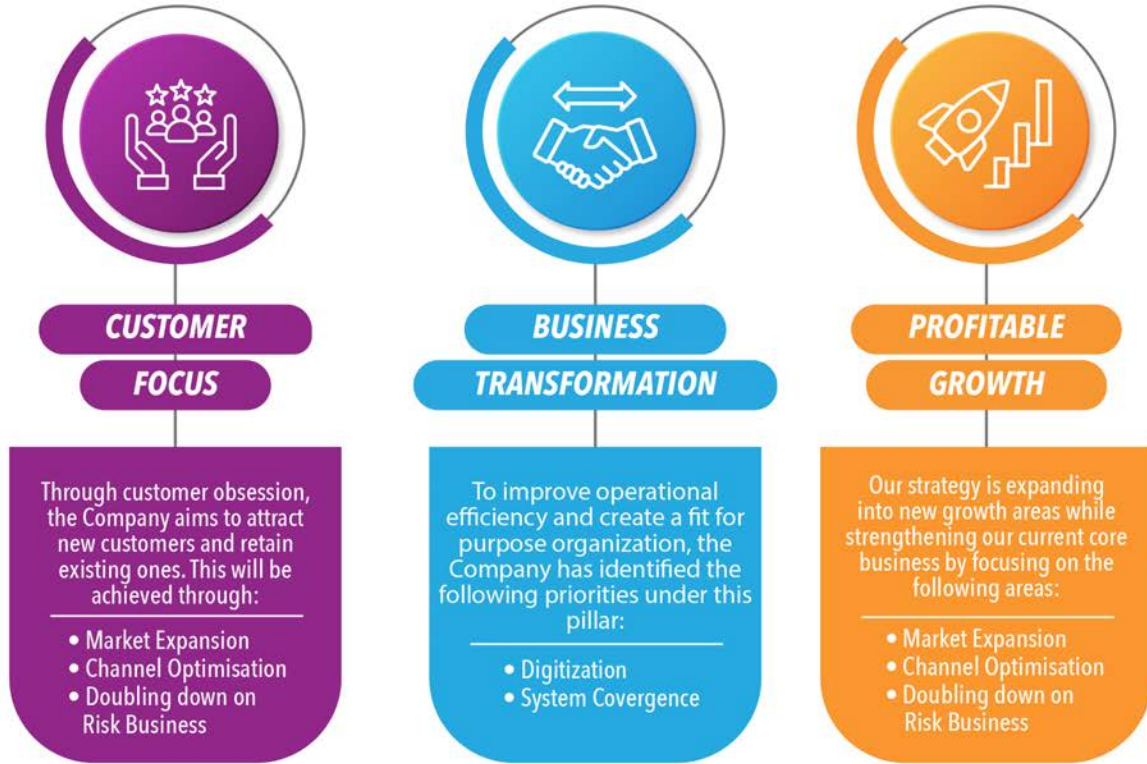 CUSTOMER
FOCUS
Through customer obsession,
the Company aims to attract
new customers and retain
existing ones. This will be
achieved through:
• Market Expansion
• Channel Optimisation
• Doubling down on
Risk Business
BUSINESS
TRANSFORMATION
To improve operational
efficiency and create a fit for
purpose organization, the
Company has identified the
following priorities under this
pillar:
• Digitization
• System Covergence
PROFITABLE
GROWTH
Our strategy is expanding
into new growth areas while
strengthening our current core
business by focusing on the
following areas:
• Market Expansion
• Channel Optimisation
• Doubling down on
Risk Business